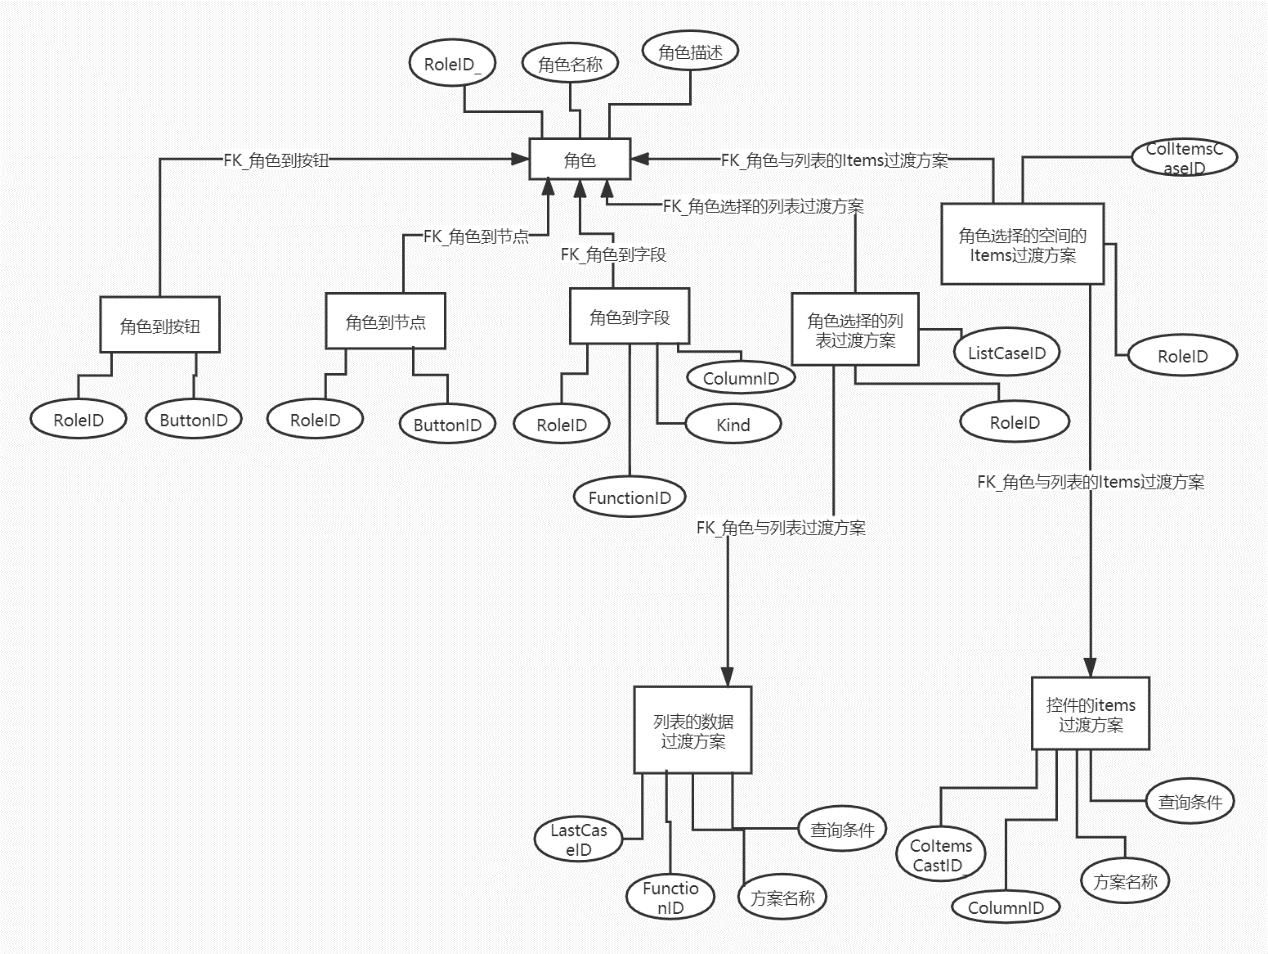 RoleID_
角色名称
角色描述
角色
FK_角色到按钮
FK_角色与列表的Items过渡方案
ColItemsC
aseID
FK_角色选择的列表过渡方案
FK_角色到节点
FK_角色到字段
角色选择的空间的
Items过渡方案
角色到按钮
角色到节点
角色到字段
角色选择的列
表过渡方案
ListCaseID
RoleID
ColumnID
RoleID
ButtonID
RoleID
ButtonID
RoleID
Kind
RoleID
FunctionID
FK_角色与列表的Items过渡方案
FK_角色与列表过渡方案
列表的数据
过渡方案
控件的items
过渡方案
LastCas
eID
Functio
nID
方案名称
查询条件
CoItems
CastID_
ColumnID
方案名称
查询条件